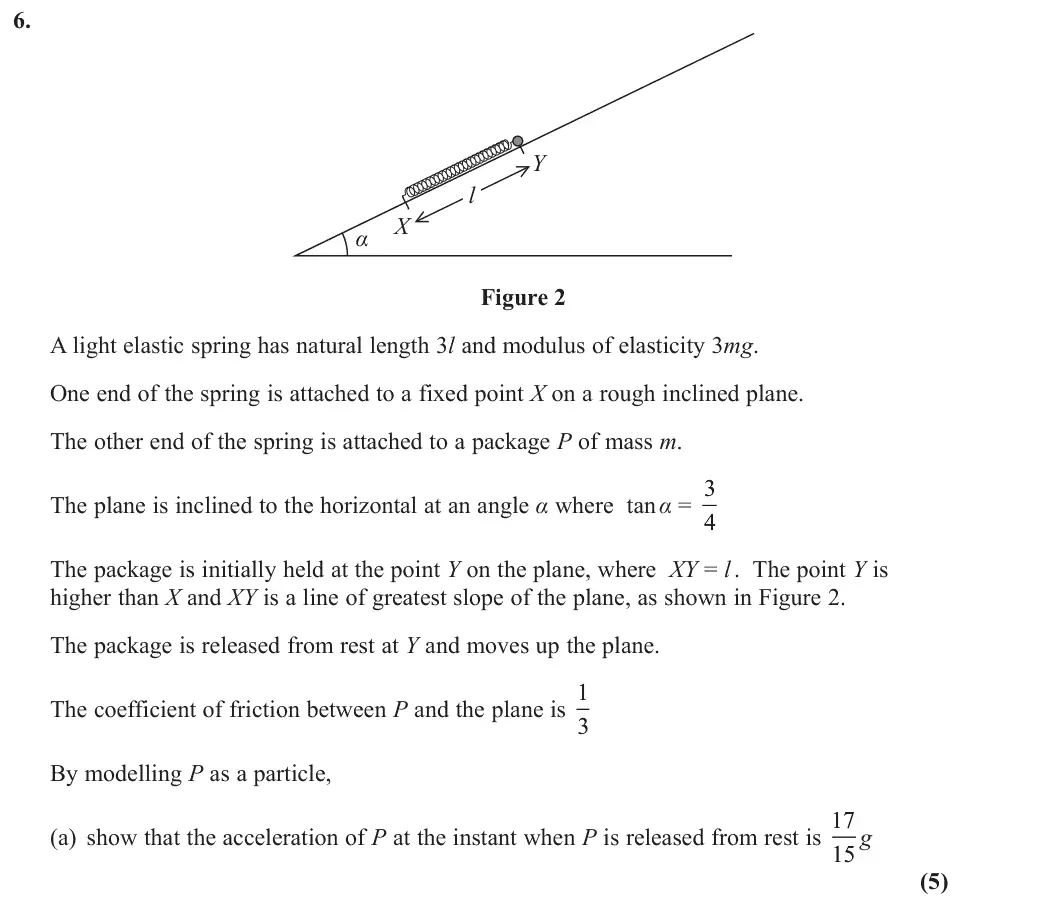 6.
Y
l
X
α
Figure 2
A light elastic spring has natural length 3l and modulus of elasticity 3mg.
One end of the spring is attached to a fixed point X on a rough inclined plane.
The other end of the spring is attached to a package P of mass m.
The plane is inclined to the horizontal at an angle α where tan α = 3/4
The package is initially held at the point Y on the plane, where XY = l. The point Y is
higher than X and XY is a line of greatest slope of the plane, as shown in Figure 2.
The package is released from rest at Y and moves up the plane.
The coefficient of friction between P and the plane is 1/3
By modelling P as a particle,
(a) show that the acceleration of P at the instant when P is released from rest is 17/15 g
(5)